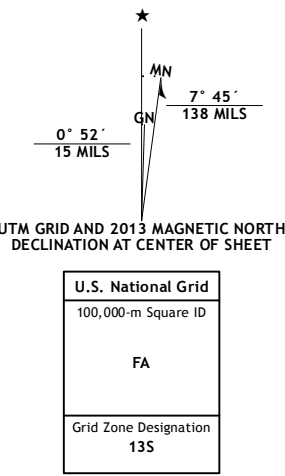 ★
MN
7° 45´
138 MILS
GN
0° 52´
15 MILS
UTM GRID AND 2013 MAGNETIC NORTH
DECLINATION AT CENTER OF SHEET
U.S. National Grid
100,000-m Square ID
FA
Grid Zone Designation
13S